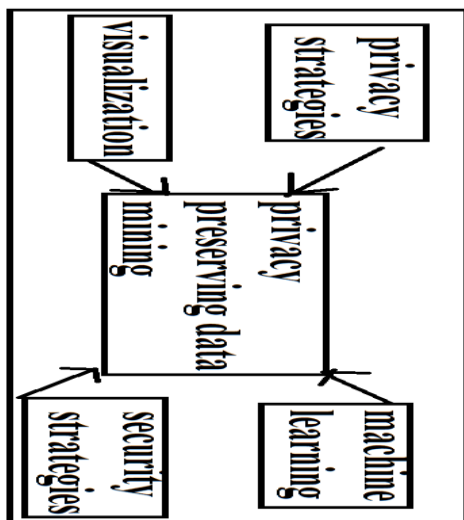 privacy
strategies
machine
learning
privacy
preserving data
mining
visualization
security
strategies